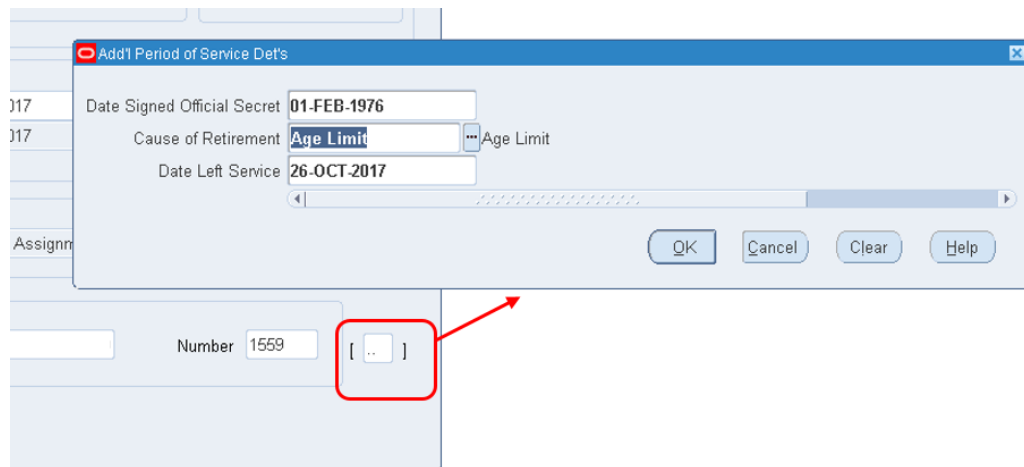 Add'l Period of Service Det's
017
Date Signed Official Secret 01-FEB-1976
017
Cause of Retirement Age Limit ... Age Limit
Date Left Service 26-OCT-2017
Assignm
OK Cancel Clear Help
Number 1559 [ .. ]